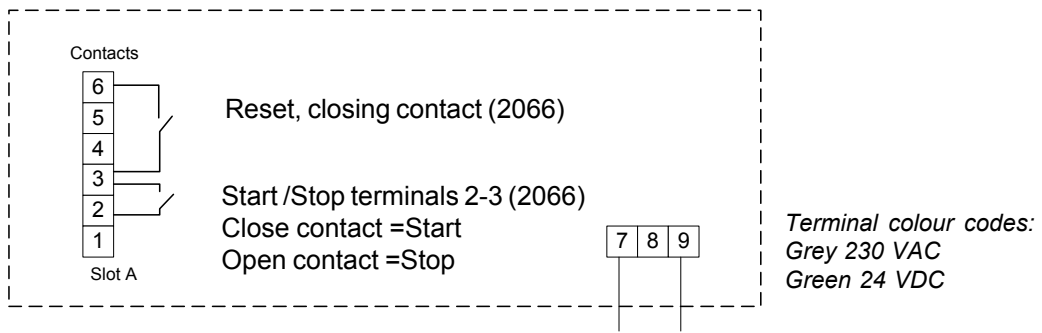 Contacts
6
5
4
3
2
1
Slot A
Reset, closing contact (2066)
Start /Stop terminals 2-3 (2066)
Close contact =Start
Open contact =Stop
7 8 9
Terminal colour codes:
Grey 230 VAC
Green 24 VDC